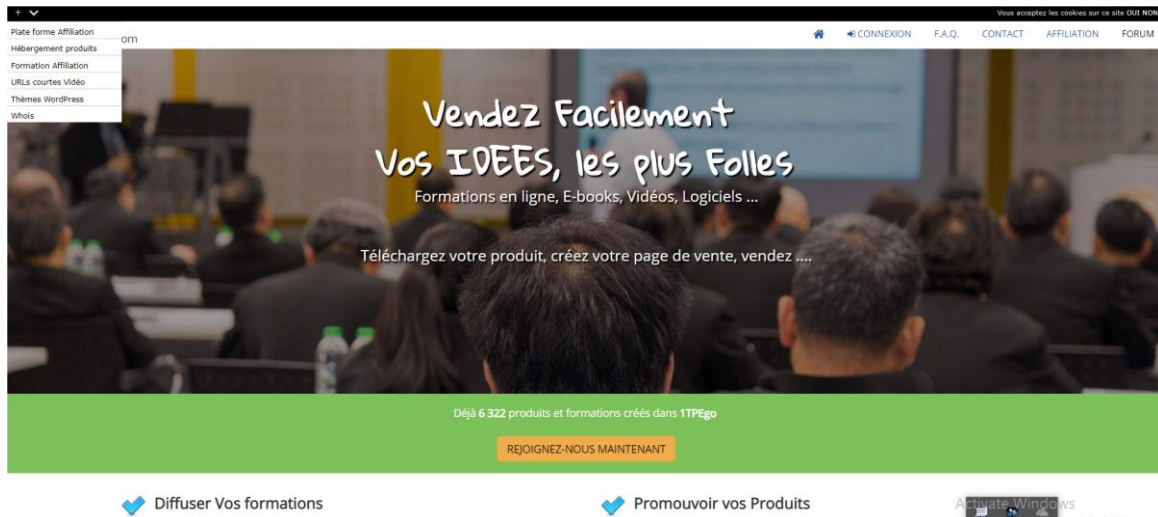 +
Vous acceptez les cookies sur ce site OUI NON
Plate forme Affiliation
Hébergement produits
Formation Affiliation
URLs courtes Vidéo
Thèmes WordPress
Whois
om
CONNEXION
F.A.Q.
CONTACT
AFFILIATION
FORUM
Vendez Facilement
Vos IDEES, les plus Folles
Formations en ligne, E-books, Vidéos, Logiciels ...
Téléchargez votre produit, créez votre page de vente, vendez ....
Déjà 6 322 produits et formations créés dans 1TPEgo
REJOIGNEZ-NOUS MAINTENANT
Diffuser Vos formations
Promouvoir vos Produits
Activate Windows